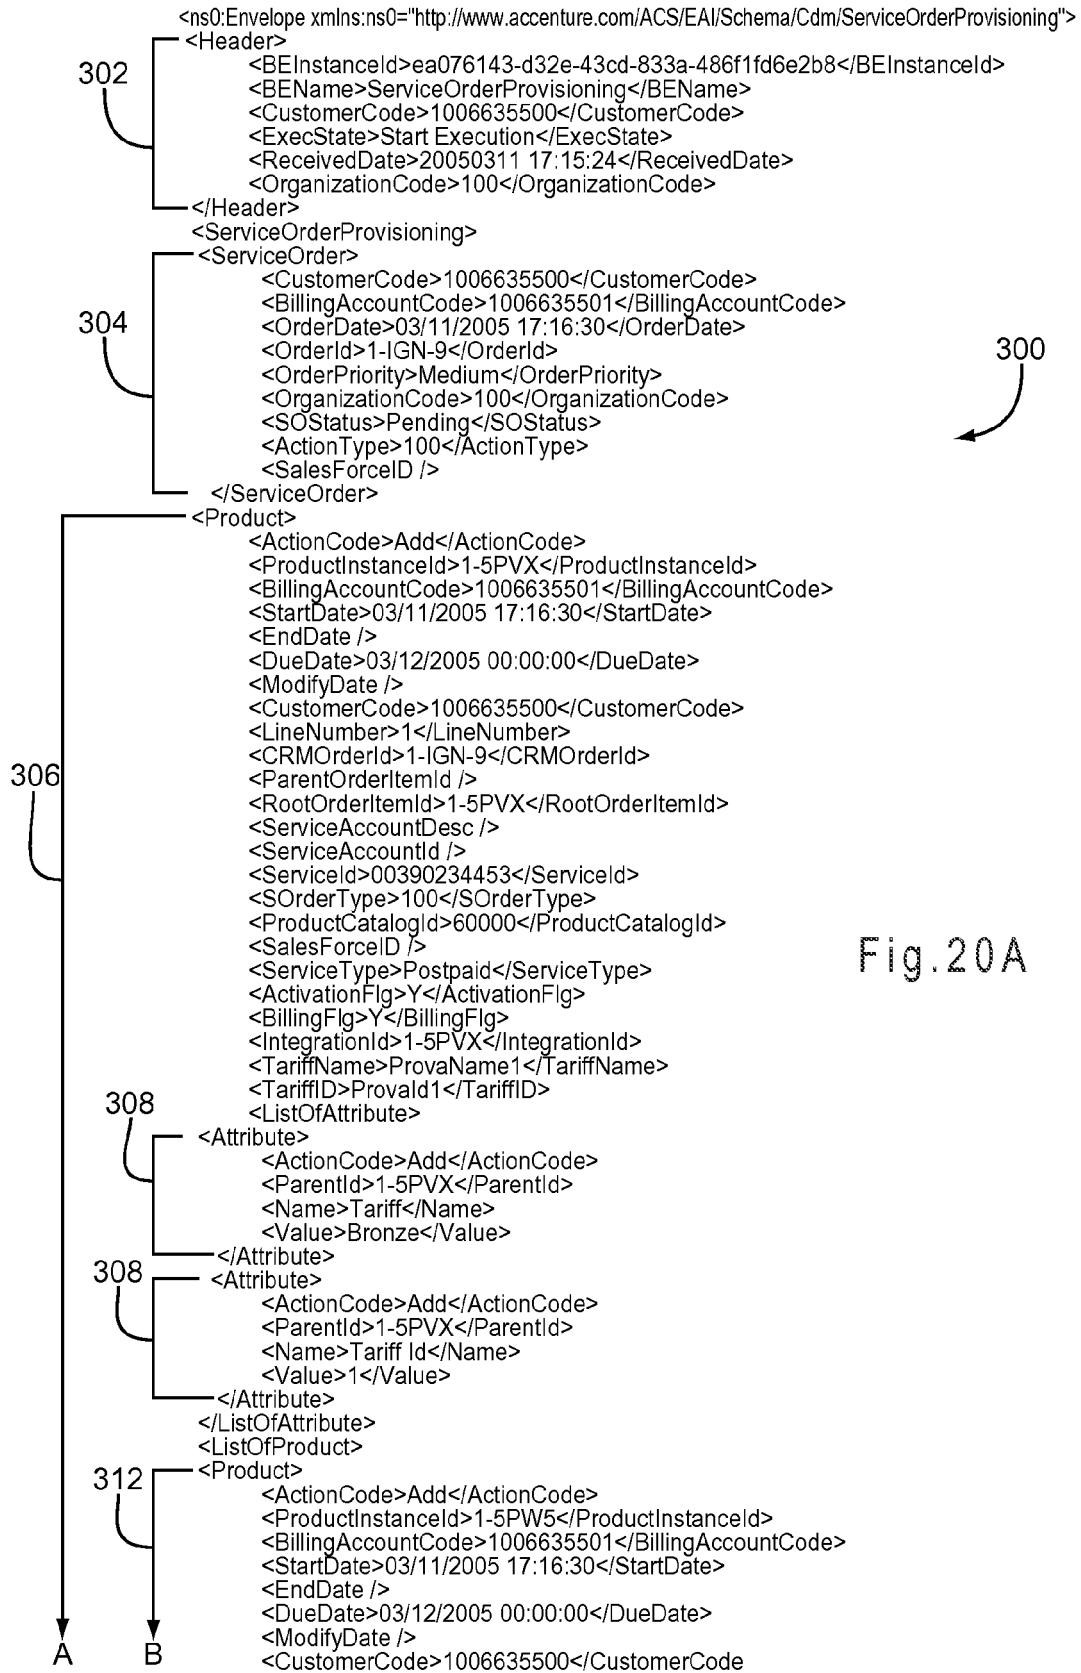 <ns0:Envelope xmlns:ns0="http://www.accenture.com/ACS/EAI/Schema/Cdm/ServiceOrderProvisioning">
<Header>
302
<BEInstanceId>ea076143-d32e-43cd-833a-486f1fd6e2b8</BEInstanceId>
<BEName>ServiceOrderProvisioning</BEName>
<CustomerCode>1006635500</CustomerCode>
<ExecState>Start Execution</ExecState>
<ReceivedDate>20050311 17:15:24</ReceivedDate>
<OrganizationCode>100</OrganizationCode>
</Header>
<ServiceOrderProvisioning>
<ServiceOrder>
<CustomerCode>1006635500</CustomerCode>
<BillingAccountCode>1006635501</BillingAccountCode>
304
<OrderDate>03/11/2005 17:16:30</OrderDate>
<OrderId>1-IGN-9</OrderId>
300
<OrderPriority>Medium</OrderPriority>
<OrganizationCode>100</OrganizationCode>
<SOStatus>Pending</SOStatus>
<ActionType>100</ActionType>
<SalesForceID />
</ServiceOrder>
<Product>
<ActionCode>Add</ActionCode>
<ProductInstanceId>1-5PVX</ProductInstanceId>
<BillingAccountCode>1006635501</BillingAccountCode>
<StartDate>03/11/2005 17:16:30</StartDate>
<EndDate />
<DueDate>03/12/2005 00:00:00</DueDate>
<ModifyDate />
<CustomerCode>1006635500</CustomerCode>
<LineNumber>1</LineNumber>
<CRMOrderId>1-IGN-9</CRMOrderId>
306
<ParentOrderItemId />
<RootOrderItemId>1-5PVX</RootOrderItemId>
<ServiceAccountDesc />
<ServiceAccountId />
<ServiceId>00390234453</ServiceId>
<SOrderType>100</SOrderType>
<ProductCatalogId>60000</ProductCatalogId>
<SalesForceID />
Fig.20A
<ServiceType>Postpaid</ServiceType>
<ActivationFlg>Y</ActivationFlg>
<BillingFlg>Y</BillingFlg>
<IntegrationId>1-5PVX</IntegrationId>
<TariffName>ProvaName1</TariffName>
<TariffID>ProvaId1</TariffID>
308
<ListOfAttribute>
<Attribute>
<ActionCode>Add</ActionCode>
<ParentId>1-5PVX</ParentId>
<Name>Tariff</Name>
<Value>Bronze</Value>
</Attribute>
308
<Attribute>
<ActionCode>Add</ActionCode>
<ParentId>1-5PVX</ParentId>
<Name>Tariff Id</Name>
<Value>1</Value>
</Attribute>
</ListOfAttribute>
<ListOfProduct>
<Product>
312
<ActionCode>Add</ActionCode>
<ProductInstanceId>1-5PW5</ProductInstanceId>
<BillingAccountCode>1006635501</BillingAccountCode>
<StartDate>03/11/2005 17:16:30</StartDate>
<EndDate />
<DueDate>03/12/2005 00:00:00</DueDate>
<ModifyDate />
<CustomerCode>1006635500</CustomerCode
A
B